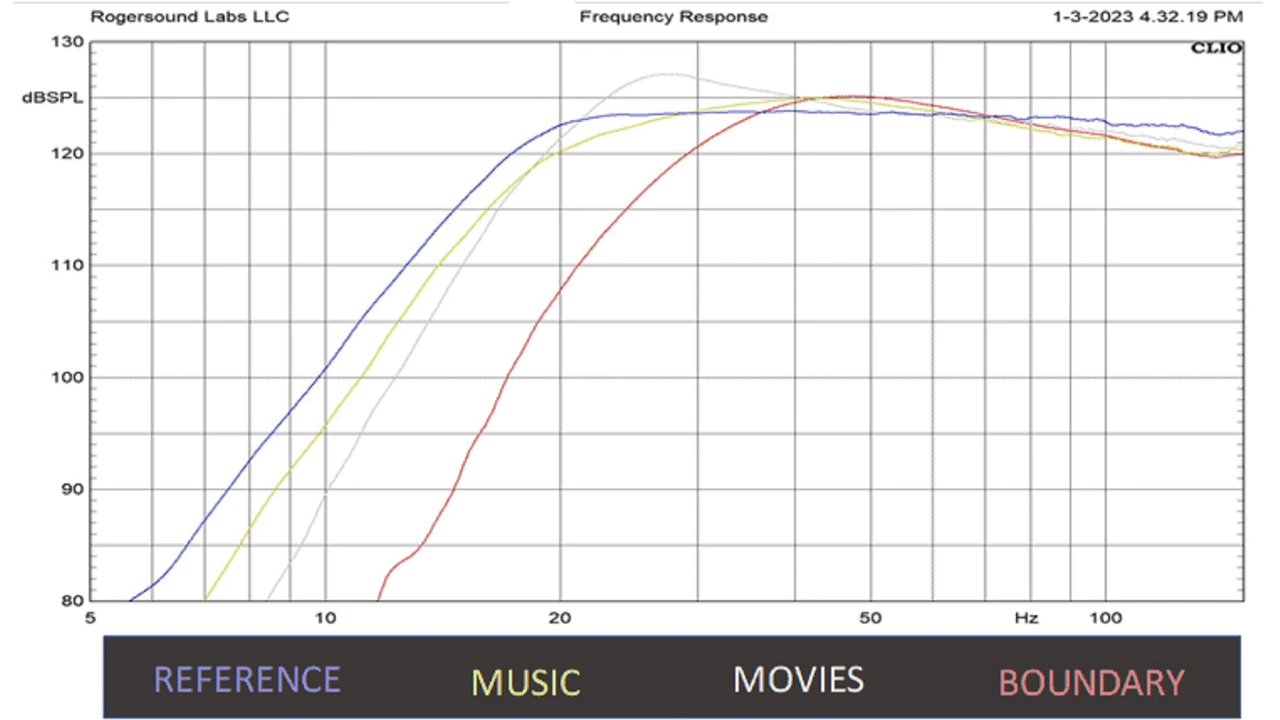 Rogersound Labs LLC Frequency Response 1-3-2023 4.32.19 PM
130
CLIO
dBSPL
120
110
100
90
80
5 10 20 50 Hz 100
REFERENCE MUSIC MOVIES BOUNDARY